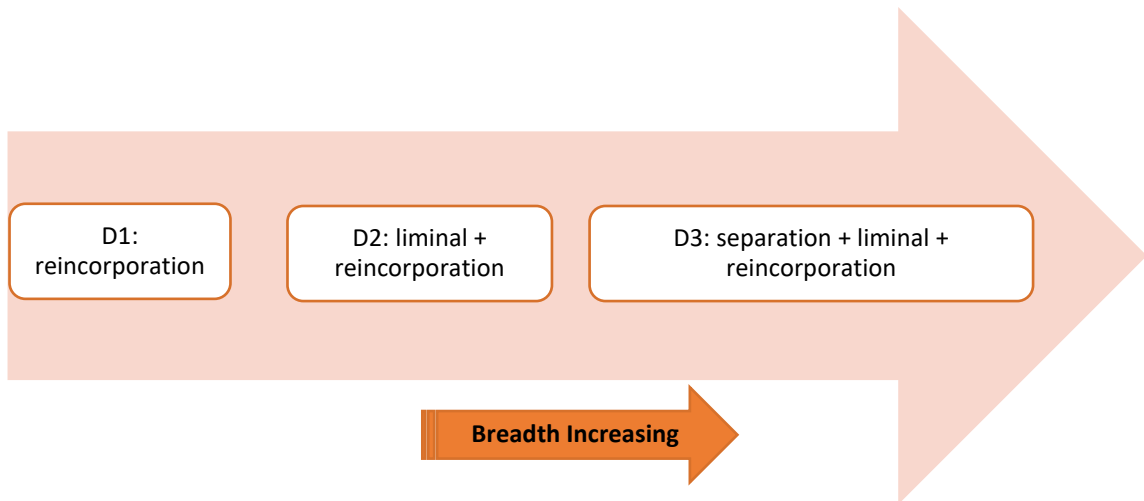 D1:
reincorporation
D2: liminal +
reincorporation
D3: separation + liminal +
reincorporation
Breadth Increasing